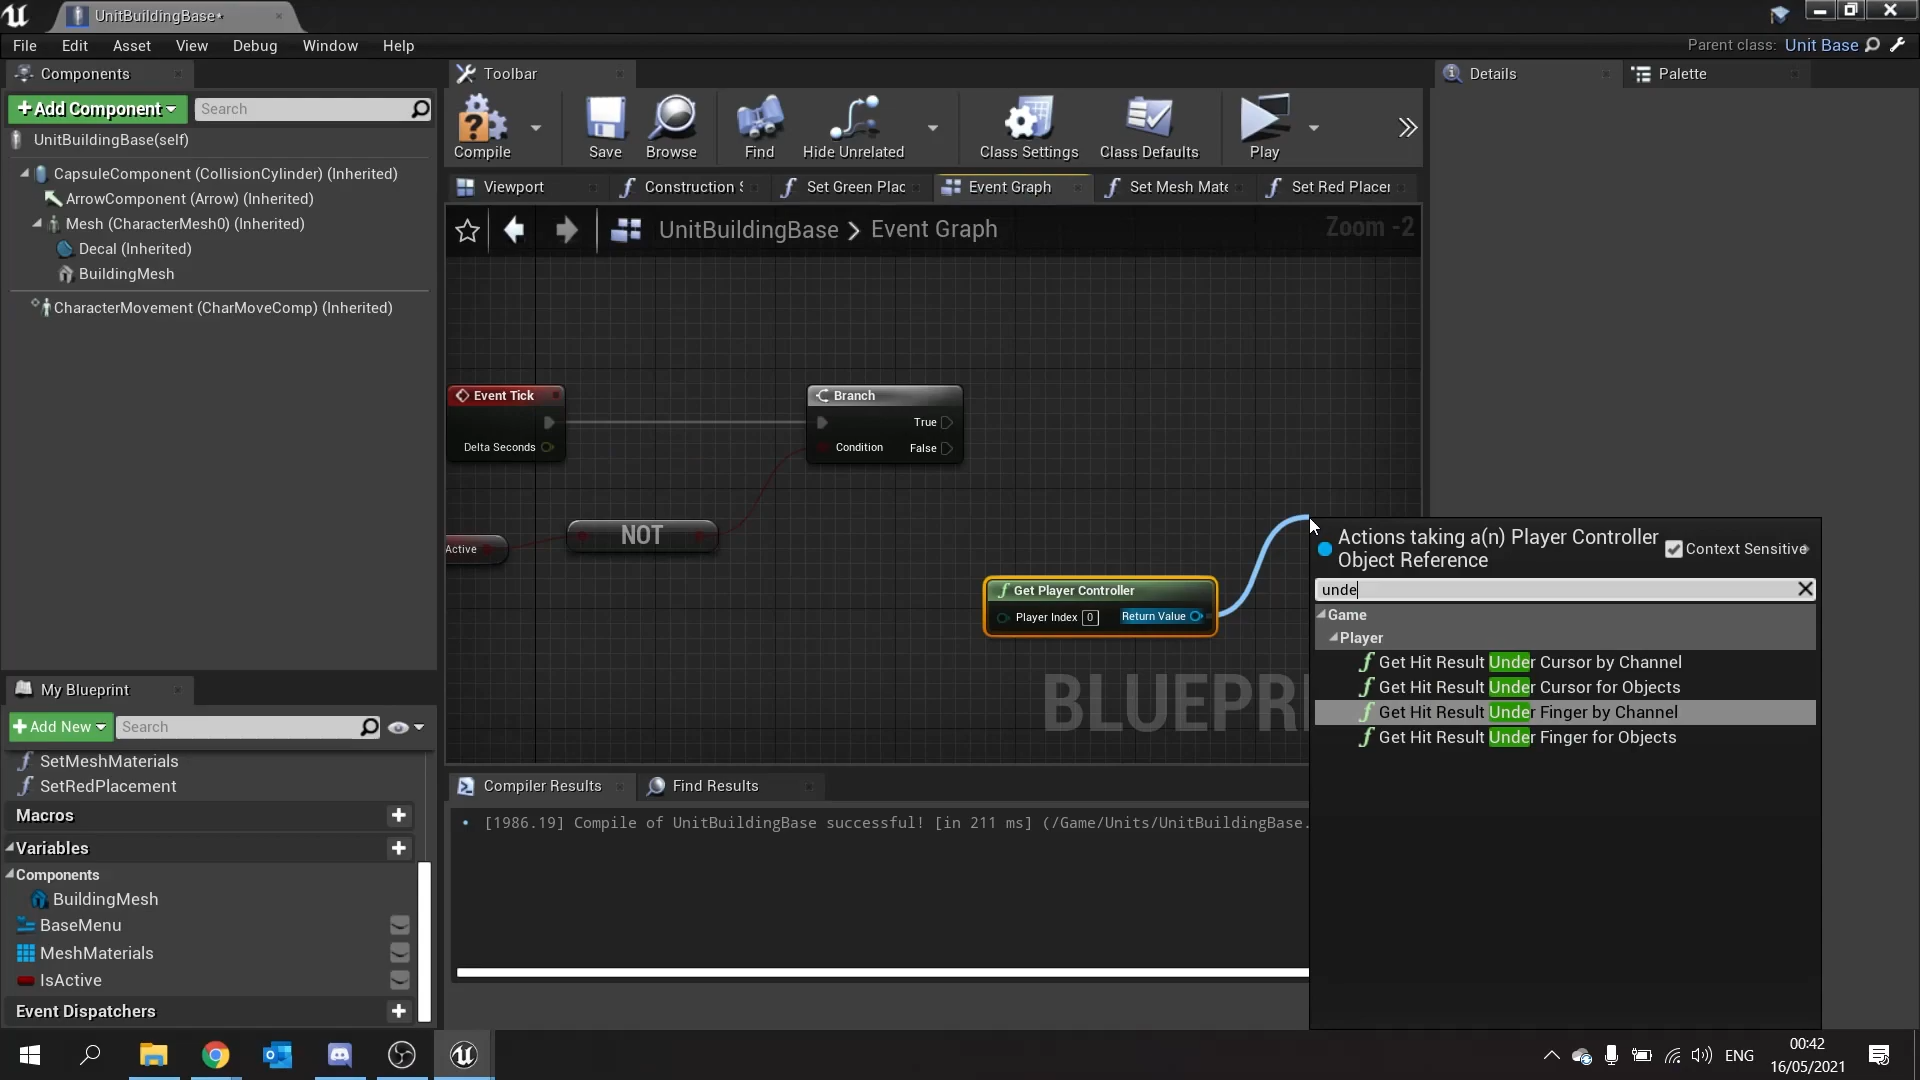 UnitBuildingBase*
File Edit Asset View Debug Window Help
Parent class: Unit Base
Components
+Add Component
Search
UnitBuildingBase(self)
CapsuleComponent (CollisionCylinder) (Inherited)
ArrowComponent (Arrow) (Inherited)
Mesh (CharacterMesh0) (Inherited)
Decal (Inherited)
BuildingMesh
CharacterMovement (CharMoveComp) (Inherited)
Toolbar
Compile Save Browse Find Hide Unrelated Class Settings Class Defaults Play
Viewport
Construction S
Set Green Plac
Event Graph
Set Mesh Mate
Set Red Placer
UnitBuildingBase > Event Graph
Zoom -2
Event Tick
Delta Seconds
Branch
True
Condition False
Active
NOT
Get Player Controller
Player Index 0 Return Value
BLUEPRI
Details
Palette
Actions taking a(n) Player Controller
Object Reference
Context Sensitive
unde
Game
Player
Get Hit Result Under Cursor by Channel
Get Hit Result Under Cursor for Objects
Get Hit Result Under Finger by Channel
Get Hit Result Under Finger for Objects
My Blueprint
+Add New
Search
SetMeshMaterials
SetRedPlacement
Macros
Variables
Components
BuildingMesh
BaseMenu
MeshMaterials
IsActive
Event Dispatchers
Compiler Results
Find Results
[1986.19] Compile of UnitBuildingBase successful! [in 211 ms] (/Game/Units/UnitBuildingBase.
ENG
00:42
16/05/2021